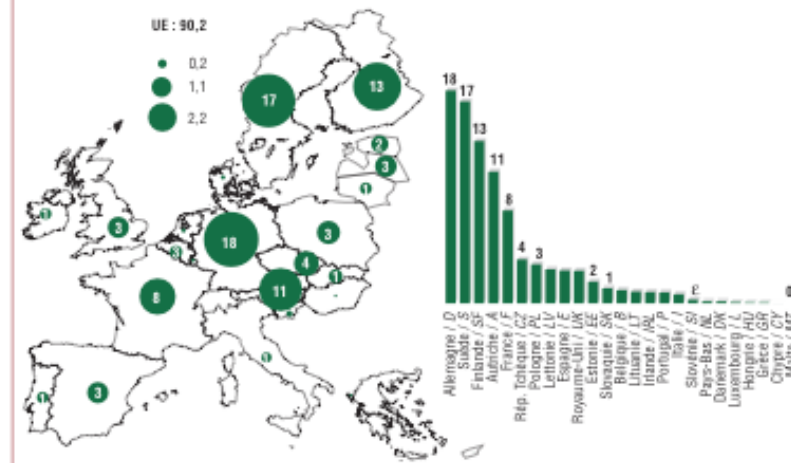 UE : 90,2
0,2
1,1
2,2
17
13
2
3
1
1
3
3
18
3
4
1
11
8
1
3
1
18
17
13
11
8
4
3
2
1
Allemagne / D
Suède / S
Finlande / SF
Autriche / A
France / F
Rép. Tchèque / CZ
Pologne / PL
Lettonie / LV
Espagne / E
Royaume-Uni / UK
Estonie / EE
Slovaquie / SK
Belgique / B
Lituanie / LT
Irlande / IRL
Portugal / P
Italie / I
Slovénie / SI
Pays-Bas / NL
Danemark / DK
Luxembourg / L
Hongrie / HU
Grèce / GR
Chypre / CY
Malte / MT